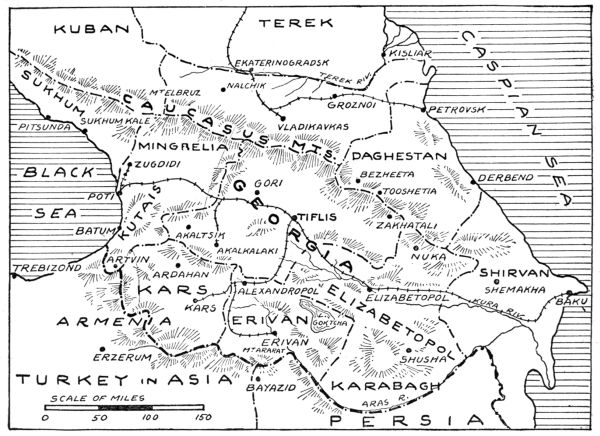 KUBAN
TEREK
CASPIAN SEA
EKATERINOGRADSK
KISLIAR
TEREK RIV.
MT ELBRUZ
NALCHIK
GROZNOI
PETROVSK
SUKHUM
SUKHUM KALE
PITSUNDA
CAUCASUS MTS.
VLADIKAVKAS
MINGRELIA
DAGHESTAN
BLACK
SEA
ZUGDIDI
BEZHEETA
DERBEND
POTI
KUTAIS
GORI
TOOSHETIA
GEORGIA
TIFLIS
ZAKHATALI
BATUM
AKALTSIK
AKALKALAKI
NUKA
TREBIZOND
ARTVIN
ARDAHAN
SHIRVAN
SHEMAKHA
KARS
ALEXANDROPOL
ELIZABETOPOL
BAKU
KARS
ELIZABETOPOL
KURA RIV.
ARMENIA
ERIVAN
GOKTCHA
ERIVAN
ERZERUM
MT ARARAT
SHUSHA
TURKEY IN ASIA
BAYAZID
KARABAGH
SCALE OF MILES
ARAS R.
0 50 100 150
PERSIA